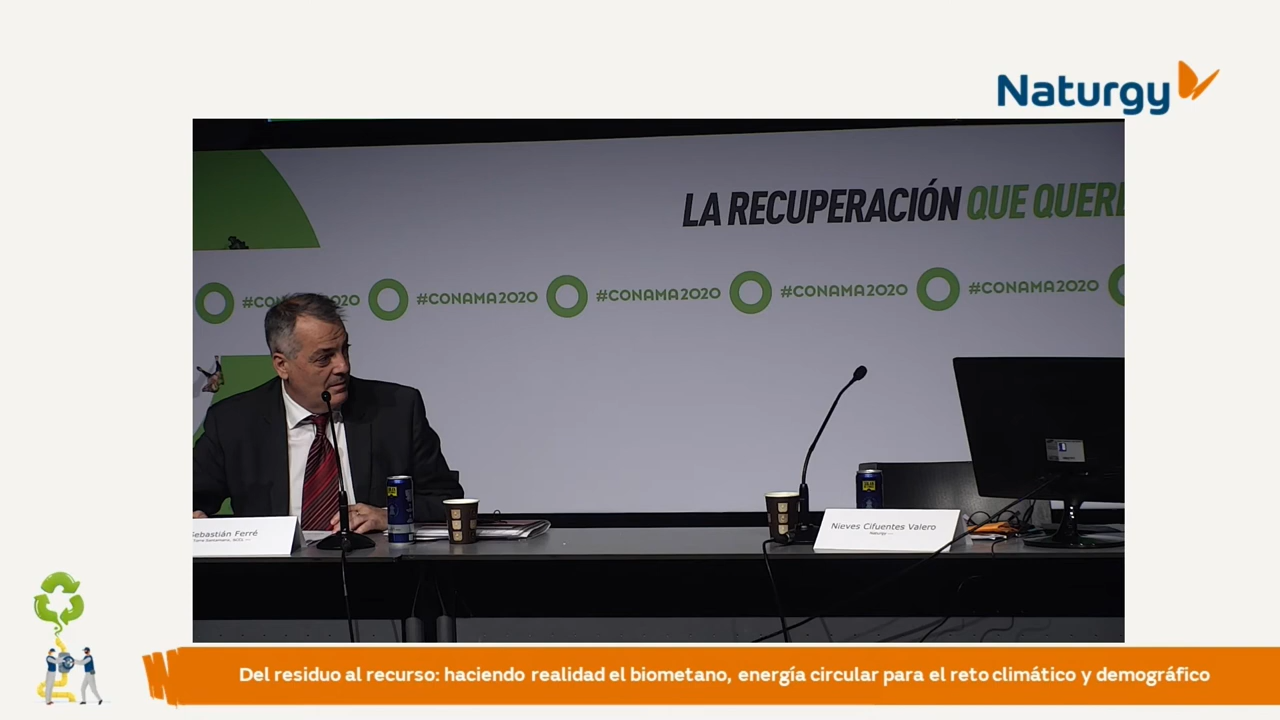 Naturgy
LA RECUPERACIÓN QUE QUERE
#CONAMA2020 #CONAMA2020 #CONAMA2020 #CONAMA2020
Sebastián Ferré
Nieves Cifuentes Valero
Naturgy
Del residuo al recurso: haciendo realidad el biometano, energía circular para el reto climático y demográfico